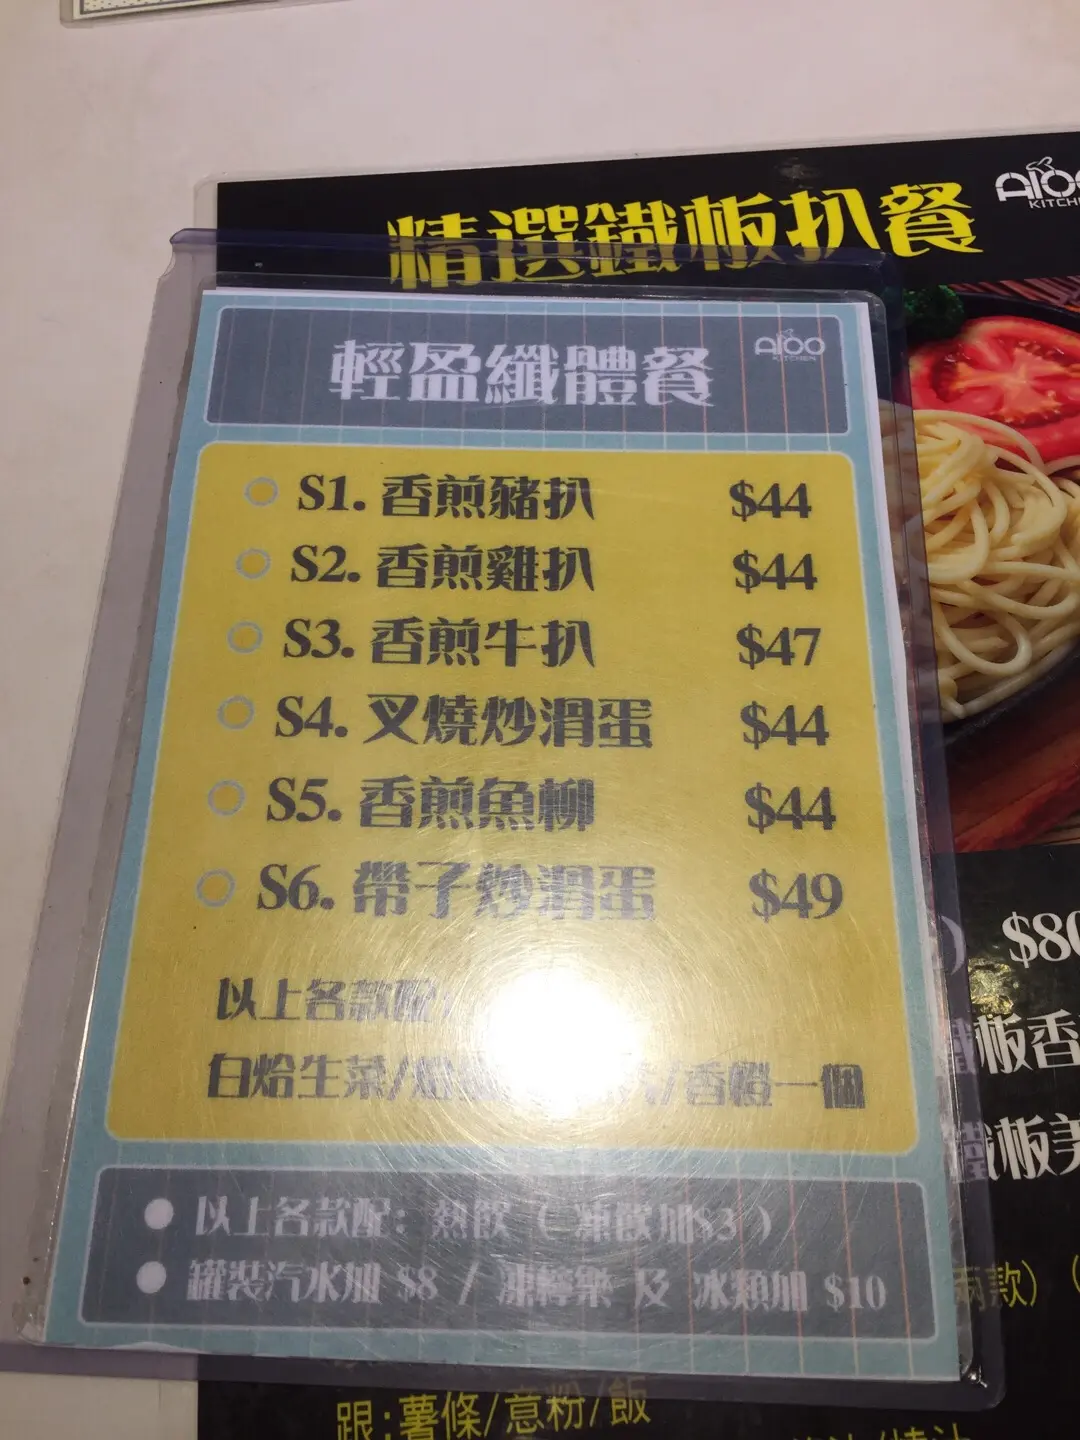 精選鐵板扒餐
KITCHEN
輕盈纖體餐
AIOO
KITCHEN
S1. 香煎豬扒 $44
S2. 香煎雞扒 $44
S3. 香煎牛扒 $47
S4. 叉燒炒滑蛋 $44
S5. 香煎魚柳 $44
S6. 帶子炒滑蛋 $49
以上各款配:
白烚生菜/烚 /香橙一個
以上各款配: 熱飲 ( 凍飲加$3 )
罐裝汽水加 $8 / 凍檸樂 及 冰類加 $10
板香
板美
兩款)
跟:薯條/意粉/飯